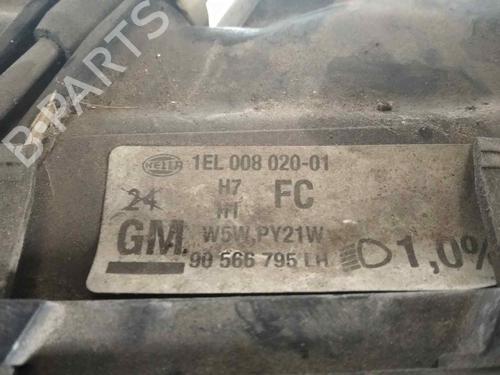 B-PARTS
HELLA 1EL 008 020-01
24 H7 FC
H1
GM W5W,PY21W
90 566 795 LH 1,0%
B-PARTS